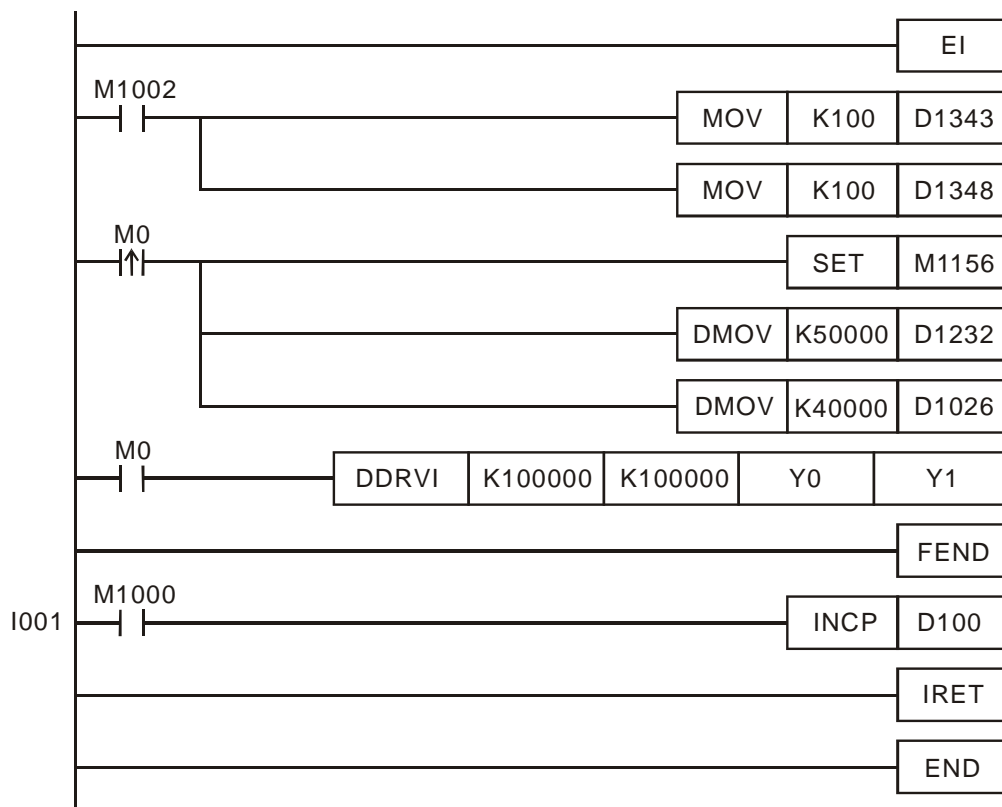 EI
M1002
MOV K100 D1343
MOV K100 D1348
M0
SET M1156
DMOV K50000 D1232
DMOV K40000 D1026
M0
DDRVI K100000 K100000 Y0 Y1
FEND
M1000
I001 INCP D100
IRET
END